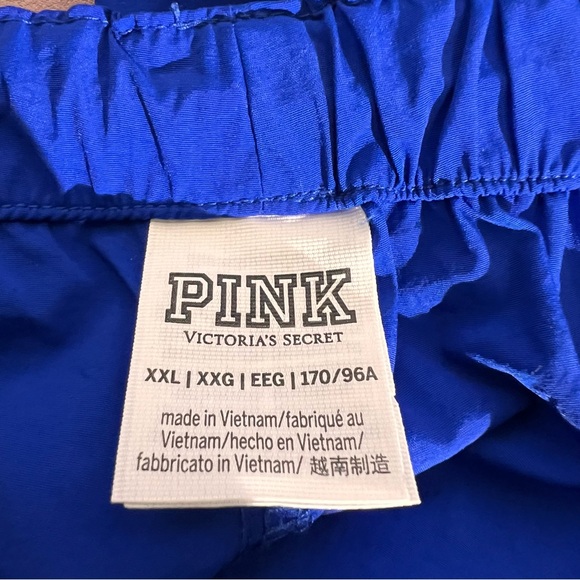 PINK
VICTORIA'S SECRET
XXL | XXG | EEG | 170/96A
made in Vietnam/fabriqué au
Vietnam/hecho en Vietnam/
fabbricato in Vietnam/ 越南制造